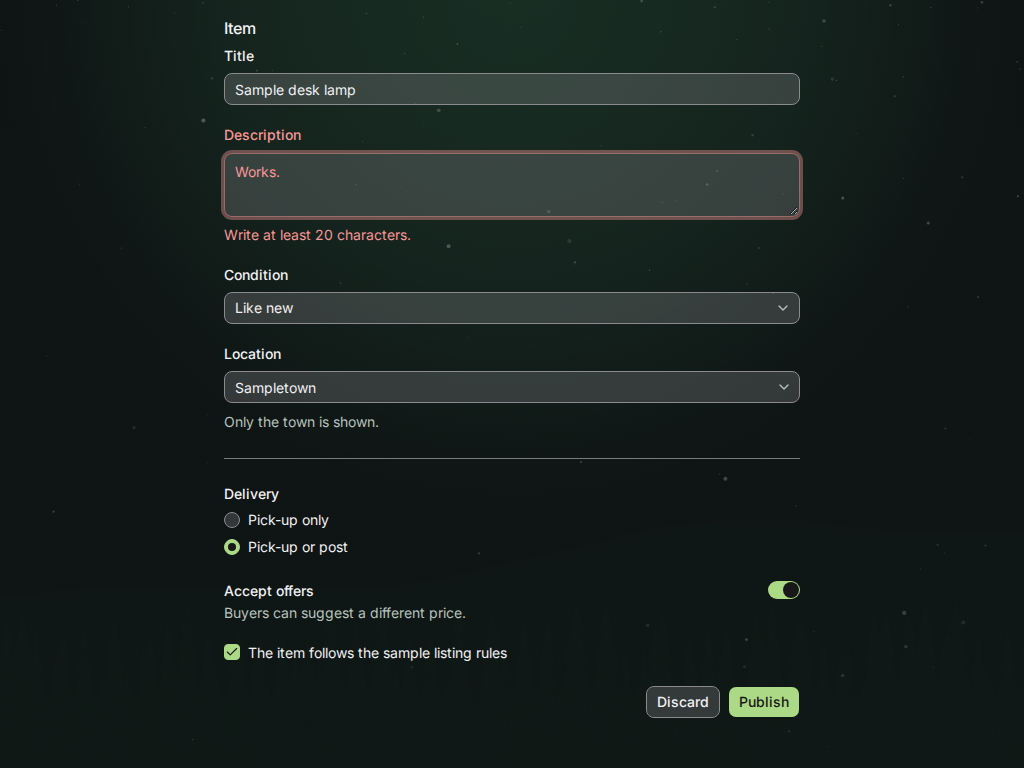 Item
Title
Sample desk lamp
Description
Works.
Write at least 20 characters.
Condition
Like new
Location
Sampletown
Only the town is shown.
Delivery
Pick-up only
Pick-up or post
Accept offers
Buyers can suggest a different price.
The item follows the sample listing rules
Discard Publish